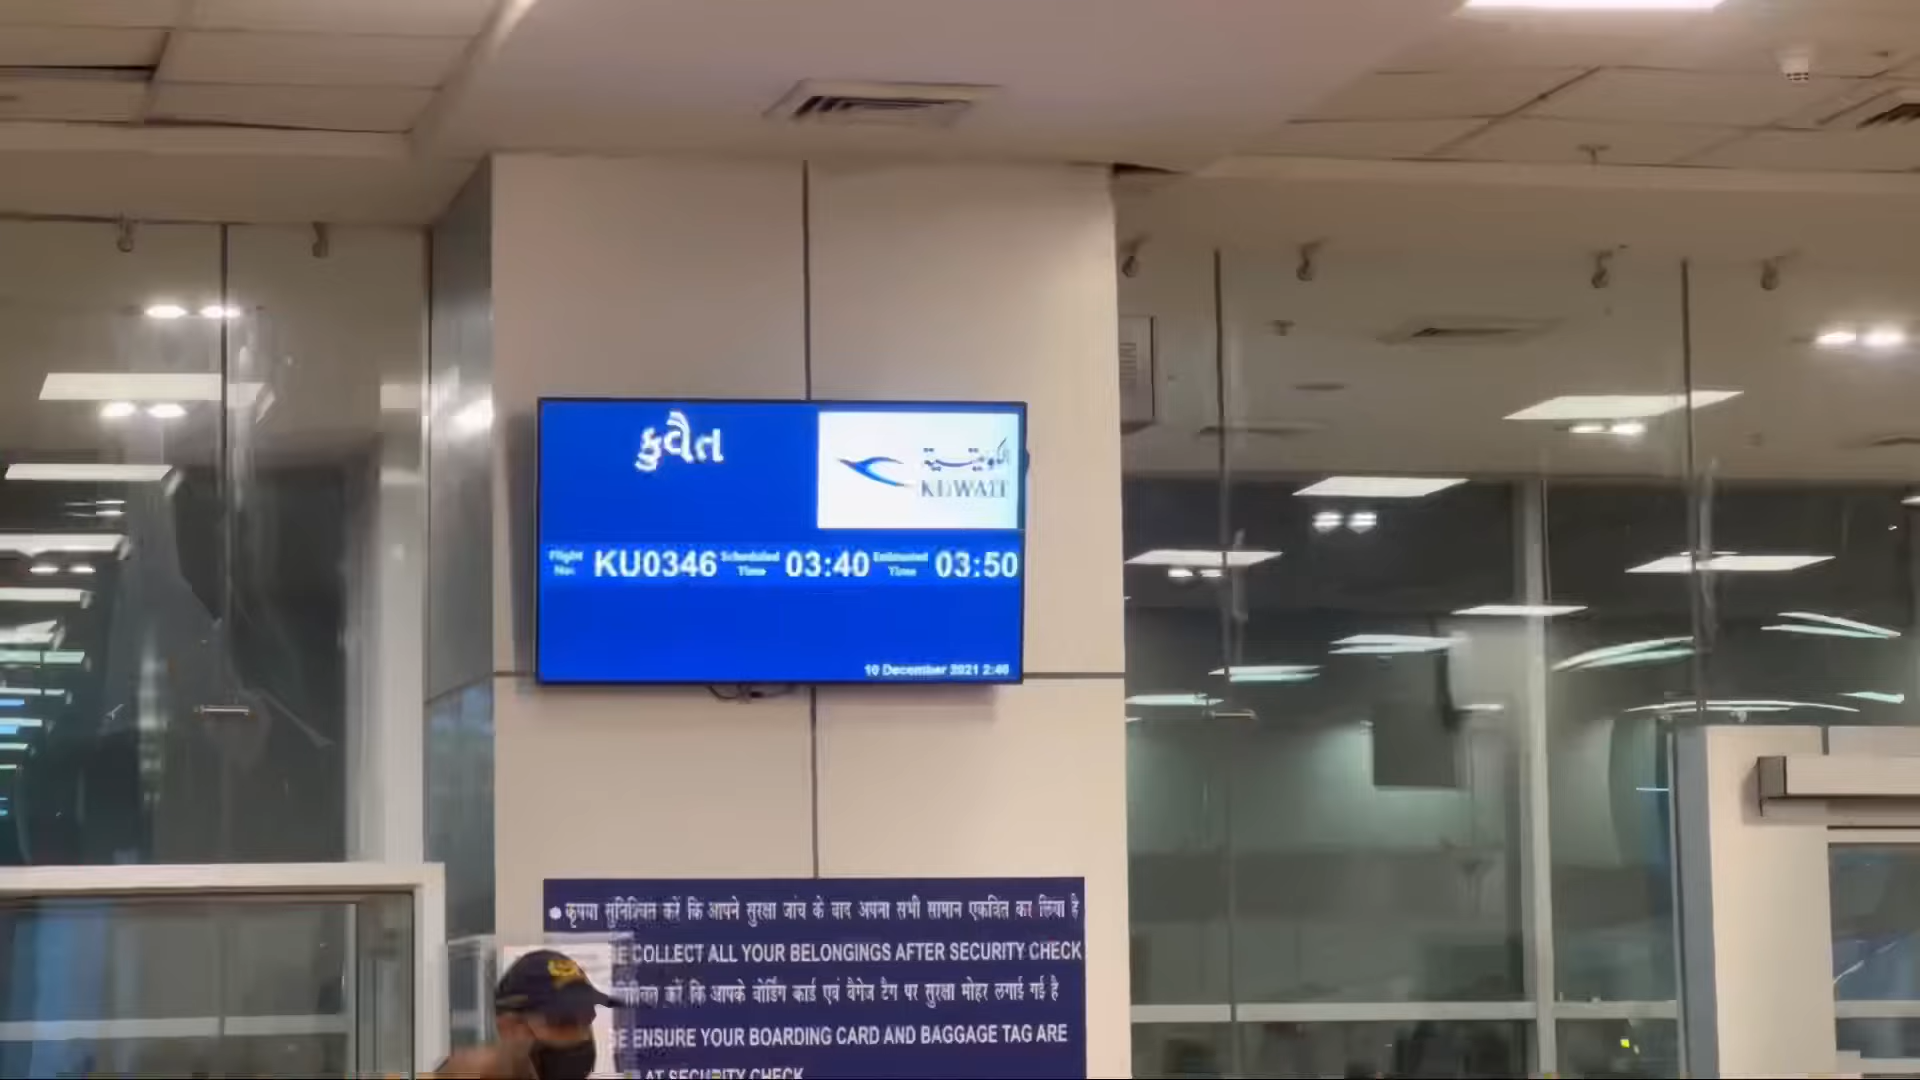 કુવૈત
الكويتية
KUWAIT
Flight No. KU0346 Scheduled Time 03:40 Estimated Time 03:50
10 December 2021 2:46
कृपया सुनिश्चित करें कि आपने सुरक्षा जांच के बाद अपना सभी सामान एकत्रित कर लिया है
COLLECT ALL YOUR BELONGINGS AFTER SECURITY CHECK
करें कि आपके बोर्डिंग कार्ड एवं बैगेज टैग पर सुरक्षा मोहर लगाई गई है
ENSURE YOUR BOARDING CARD AND BAGGAGE TAG ARE
AT SECURITY CHECK